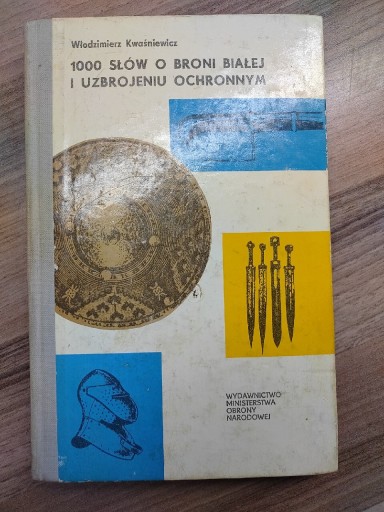 Włodzimierz Kwaśniewicz
1000 SŁÓW O BRONI BIAŁEJ
I UZBROJENIU OCHRONNYM
WYDAWNICTWO
MINISTERSTWA
OBRONY
NARODOWEJ